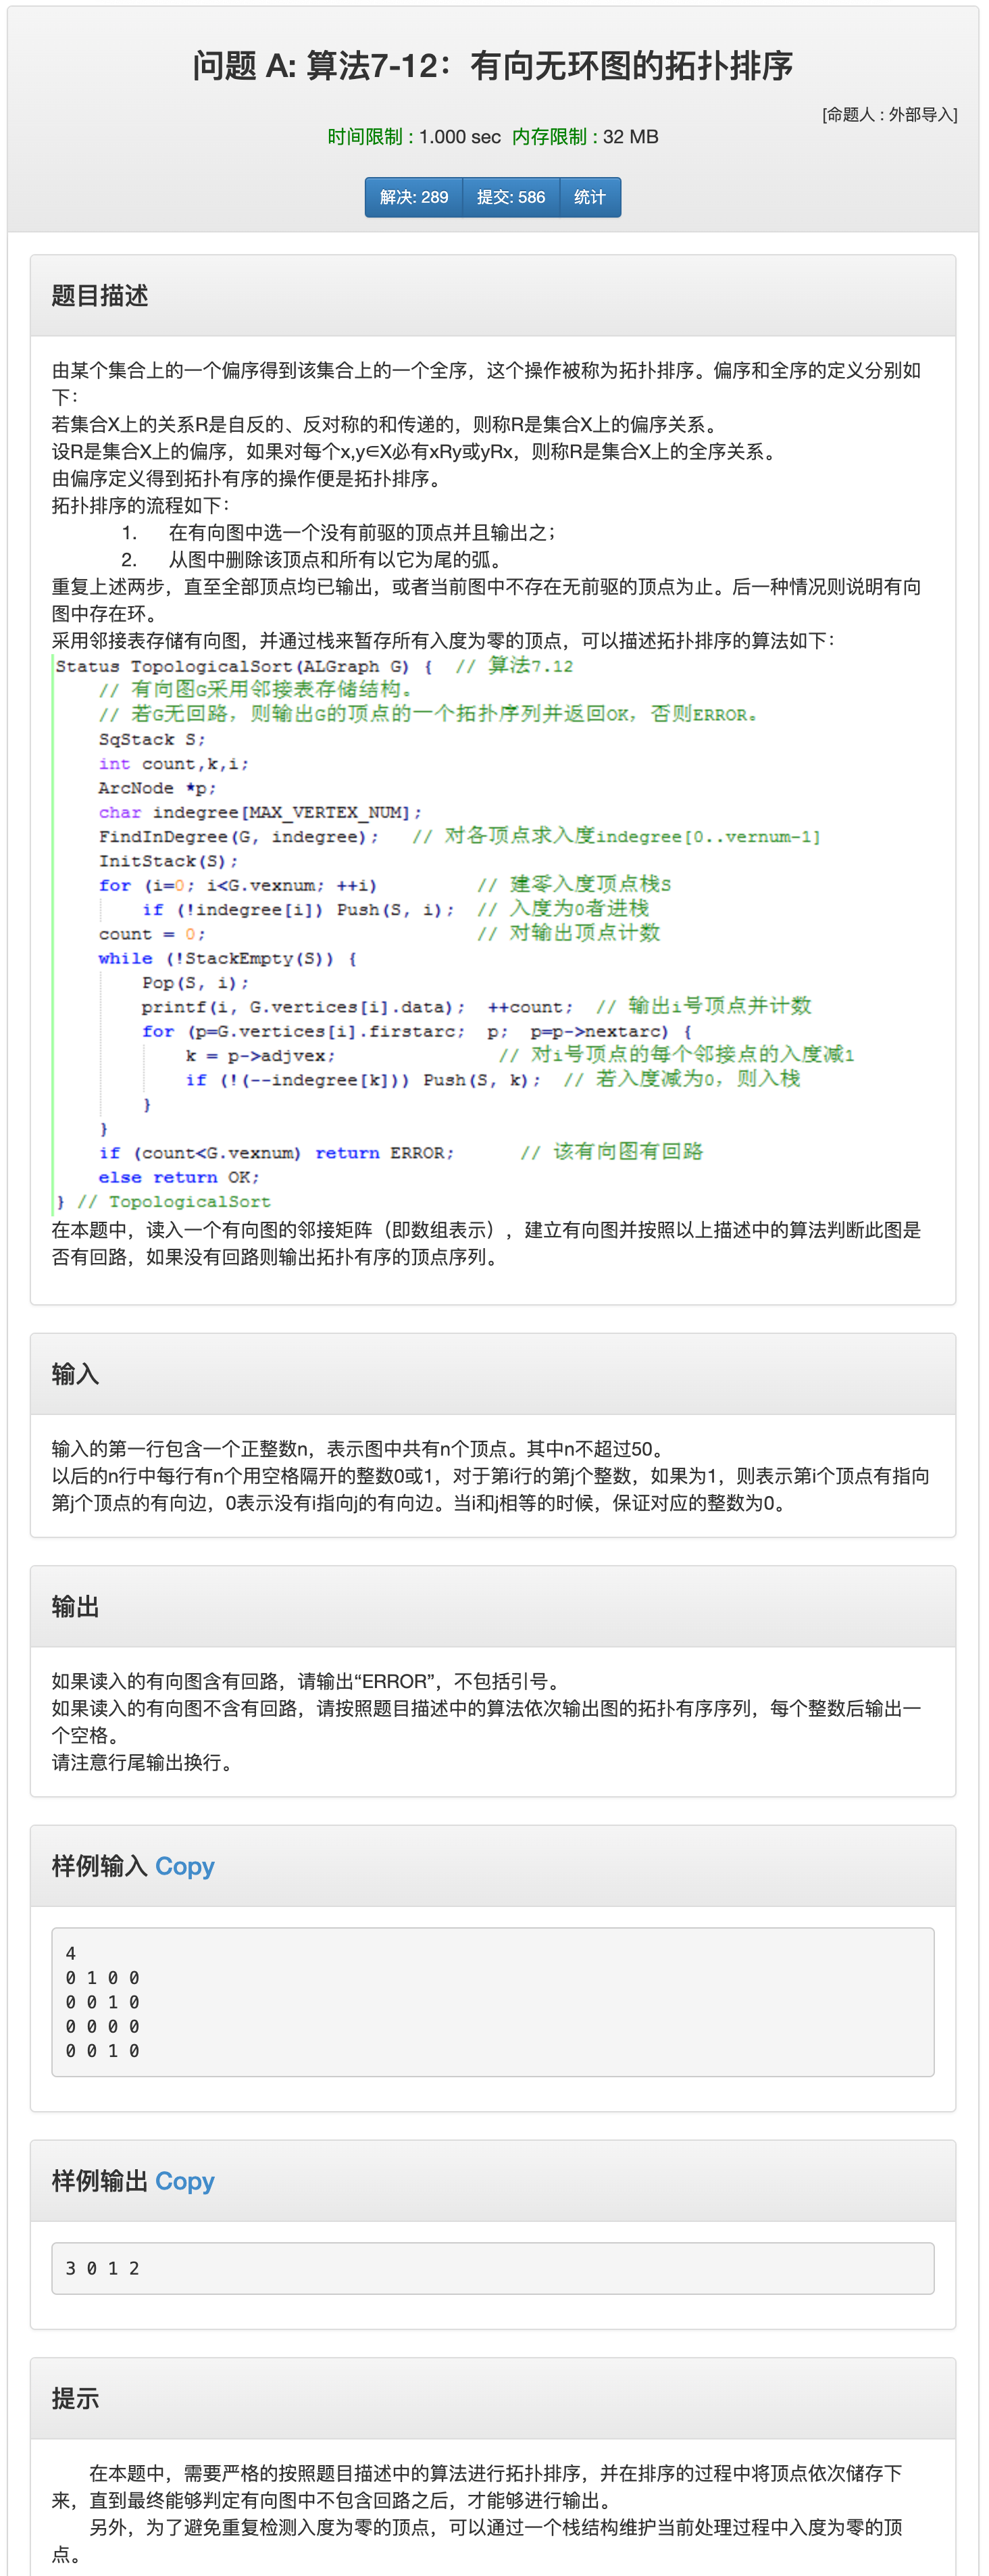 问题 A: 算法7-12：有向无环图的拓扑排序
[命题人 : 外部导入]
时间限制 : 1.000 sec 内存限制 : 32 MB
解决: 289 提交: 586 统计
题目描述
由某个集合上的一个偏序得到该集合上的一个全序，这个操作被称为拓扑排序。偏序和全序的定义分别如
下：
若集合X上的关系R是自反的、反对称的和传递的，则称R是集合X上的偏序关系。
设R是集合X上的偏序，如果对每个x,y∈X必有xRy或yRx，则称R是集合X上的全序关系。
由偏序定义得到拓扑有序的操作便是拓扑排序。
拓扑排序的流程如下：
1. 在有向图中选一个没有前驱的顶点并且输出之；
2. 从图中删除该顶点和所有以它为尾的弧。
重复上述两步，直至全部顶点均已输出，或者当前图中不存在无前驱的顶点为止。后一种情况则说明有向
图中存在环。
采用邻接表存储有向图，并通过栈来暂存所有入度为零的顶点，可以描述拓扑排序的算法如下：
Status TopologicalSort(ALGraph G) { // 算法7.12
// 有向图G采用邻接表存储结构。
// 若G无回路，则输出G的顶点的一个拓扑序列并返回OK，否则ERROR。
SqStack S;
int count,k,i;
ArcNode *p;
char indegree[MAX_VERTEX_NUM];
FindInDegree(G, indegree); // 对各顶点求入度indegree[0..vernum-1]
InitStack(S);
for (i=0; i<G.vexnum; ++i) // 建零入度顶点栈S
if (!indegree[i]) Push(S, i); // 入度为0者进栈
count = 0; // 对输出顶点计数
while (!StackEmpty(S)) {
Pop(S, i);
printf(i, G.vertices[i].data); ++count; // 输出i号顶点并计数
for (p=G.vertices[i].firstarc; p; p=p->nextarc) {
k = p->adjvex; // 对i号顶点的每个邻接点的入度减1
if (!(--indegree[k])) Push(S, k); // 若入度减为0，则入栈
}
}
if (count<G.vexnum) return ERROR; // 该有向图有回路
else return OK;
} // TopologicalSort
在本题中，读入一个有向图的邻接矩阵（即数组表示），建立有向图并按照以上描述中的算法判断此图是
否有回路，如果没有回路则输出拓扑有序的顶点序列。
输入
输入的第一行包含一个正整数n，表示图中共有n个顶点。其中n不超过50。
以后的n行中每行有n个用空格隔开的整数0或1，对于第i行的第j个整数，如果为1，则表示第i个顶点有指向
第j个顶点的有向边，0表示没有i指向j的有向边。当i和j相等的时候，保证对应的整数为0。
输出
如果读入的有向图含有回路，请输出“ERROR”，不包括引号。
如果读入的有向图不含有回路，请按照题目描述中的算法依次输出图的拓扑有序序列，每个整数后输出一
个空格。
请注意行尾输出换行。
样例输入 Copy
4
0 1 0 0
0 0 1 0
0 0 0 0
0 0 1 0
样例输出 Copy
3 0 1 2
提示
在本题中，需要严格的按照题目描述中的算法进行拓扑排序，并在排序的过程中将顶点依次储存下
来，直到最终能够判定有向图中不包含回路之后，才能够进行输出。
另外，为了避免重复检测入度为零的顶点，可以通过一个栈结构维护当前处理过程中入度为零的顶
点。